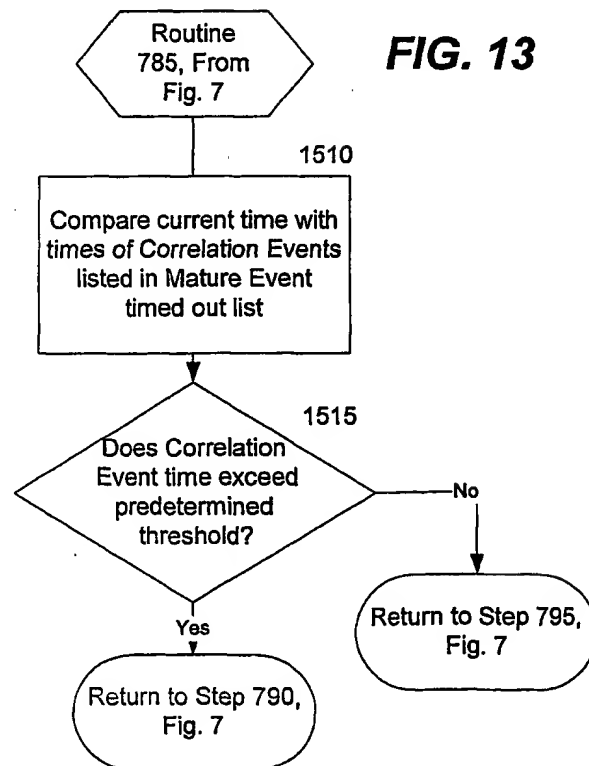 Routine
785, From
Fig. 7
FIG. 13
1510
Compare current time with
times of Correlation Events
listed in Mature Event
timed out list
1515
Does Correlation
Event time exceed
predetermined
threshold?
No
Yes
Return to Step 795,
Fig. 7
Return to Step 790,
Fig. 7